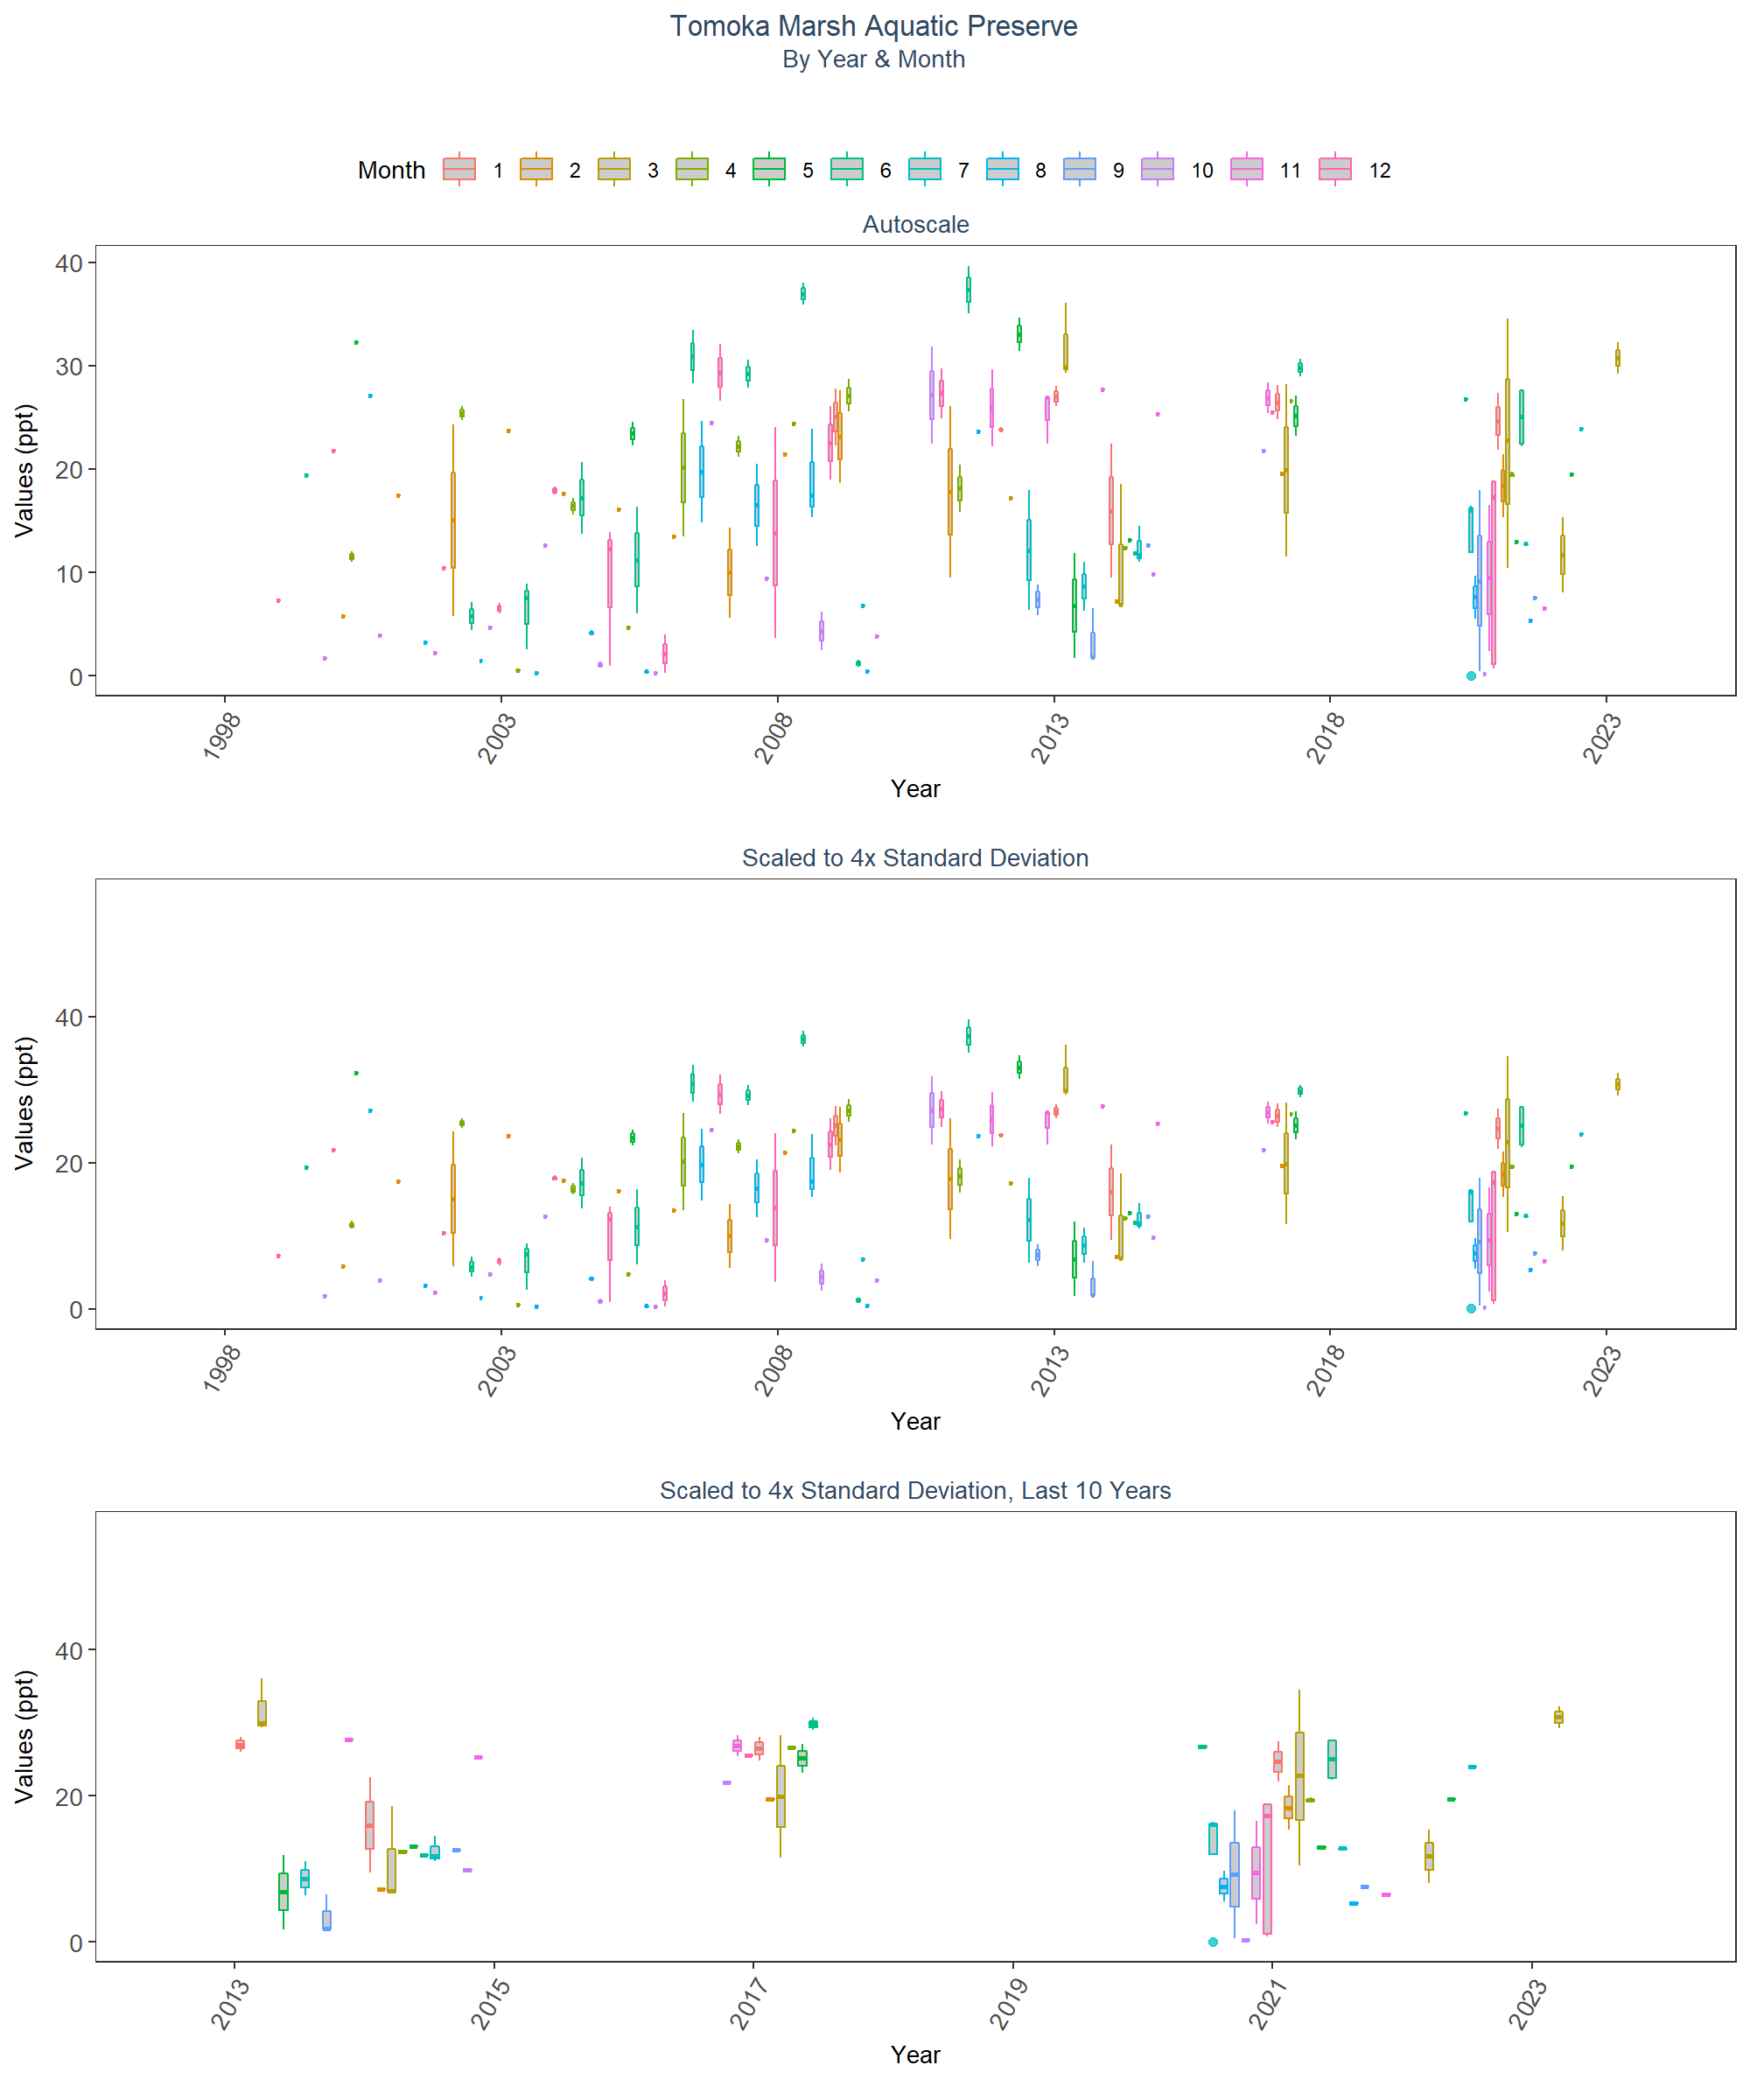 Tomoka Marsh Aquatic Preserve
By Year & Month
Month 1 2 3 4 5 6 7 8 9 10 11 12
Autoscale
Values (ppt)
40
30
20
10
0
1998 2003 2008 2013 2018 2023
Year
Scaled to 4x Standard Deviation
Values (ppt)
40
20
0
1998 2003 2008 2013 2018 2023
Year
Scaled to 4x Standard Deviation, Last 10 Years
Values (ppt)
40
20
0
2013 2015 2017 2019 2021 2023
Year